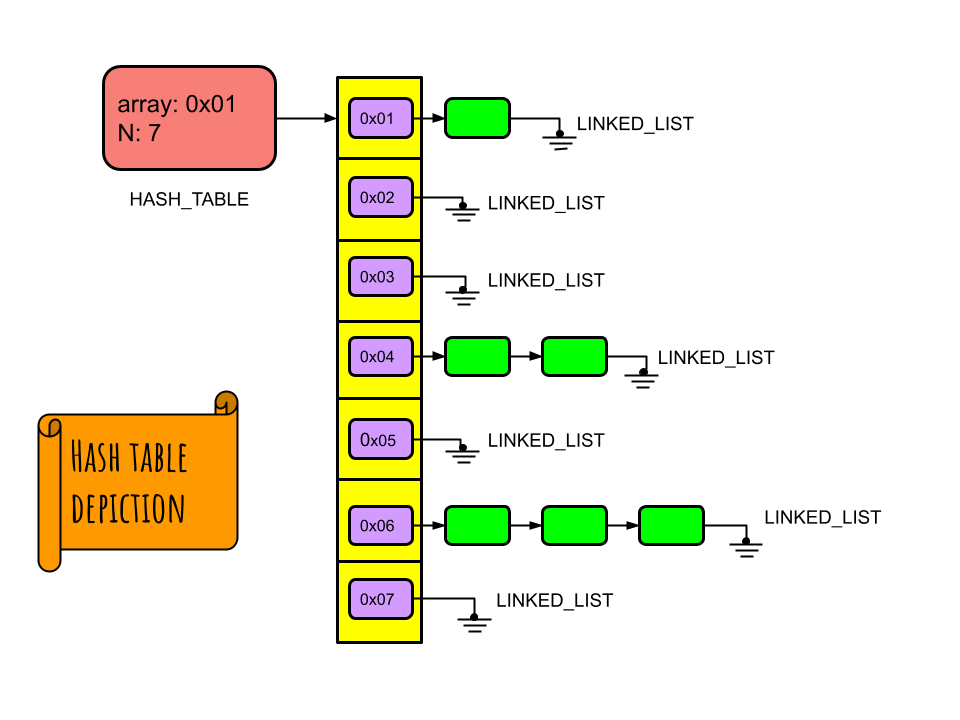 array: 0x01
N: 7
HASH_TABLE
0x01
LINKED_LIST
0x02
LINKED_LIST
0x03
LINKED_LIST
0x04
LINKED_LIST
0x05
LINKED_LIST
0x06
LINKED_LIST
0x07
LINKED_LIST
Hash table
depiction